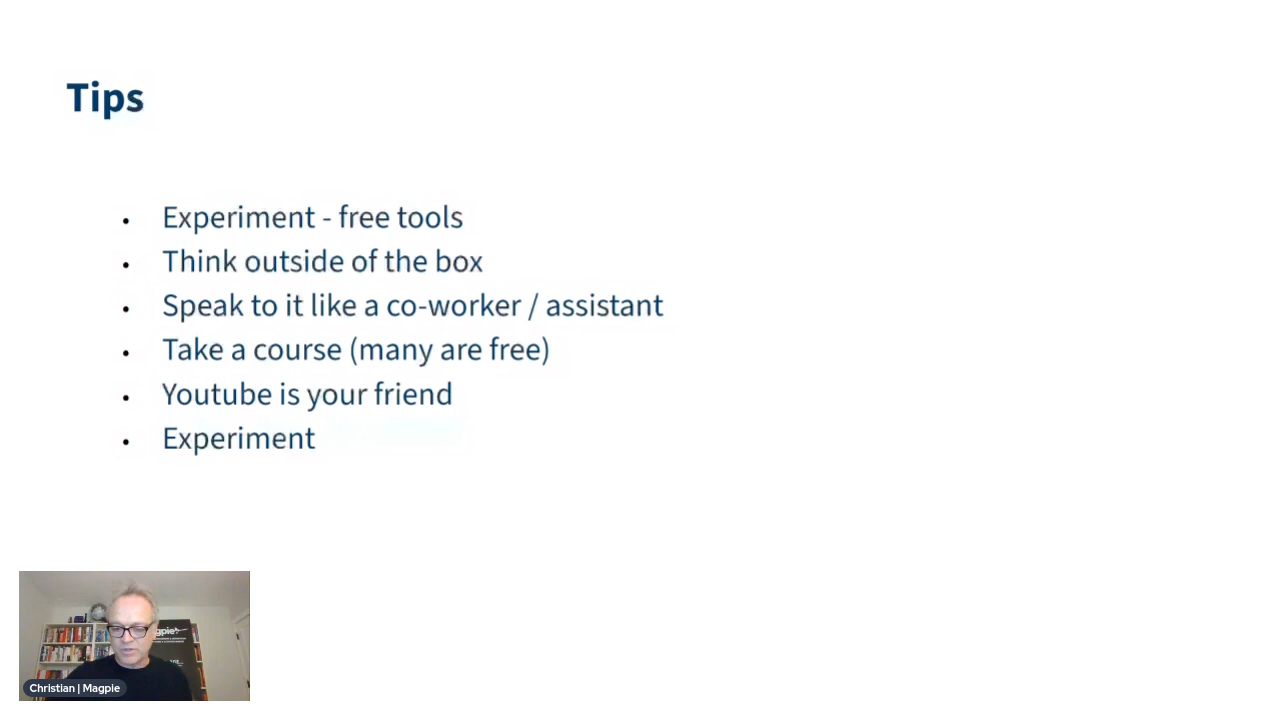 Tips
• Experiment - free tools
• Think outside of the box
• Speak to it like a co-worker / assistant
• Take a course (many are free)
• Youtube is your friend
• Experiment
gpie
Christian | Magpie